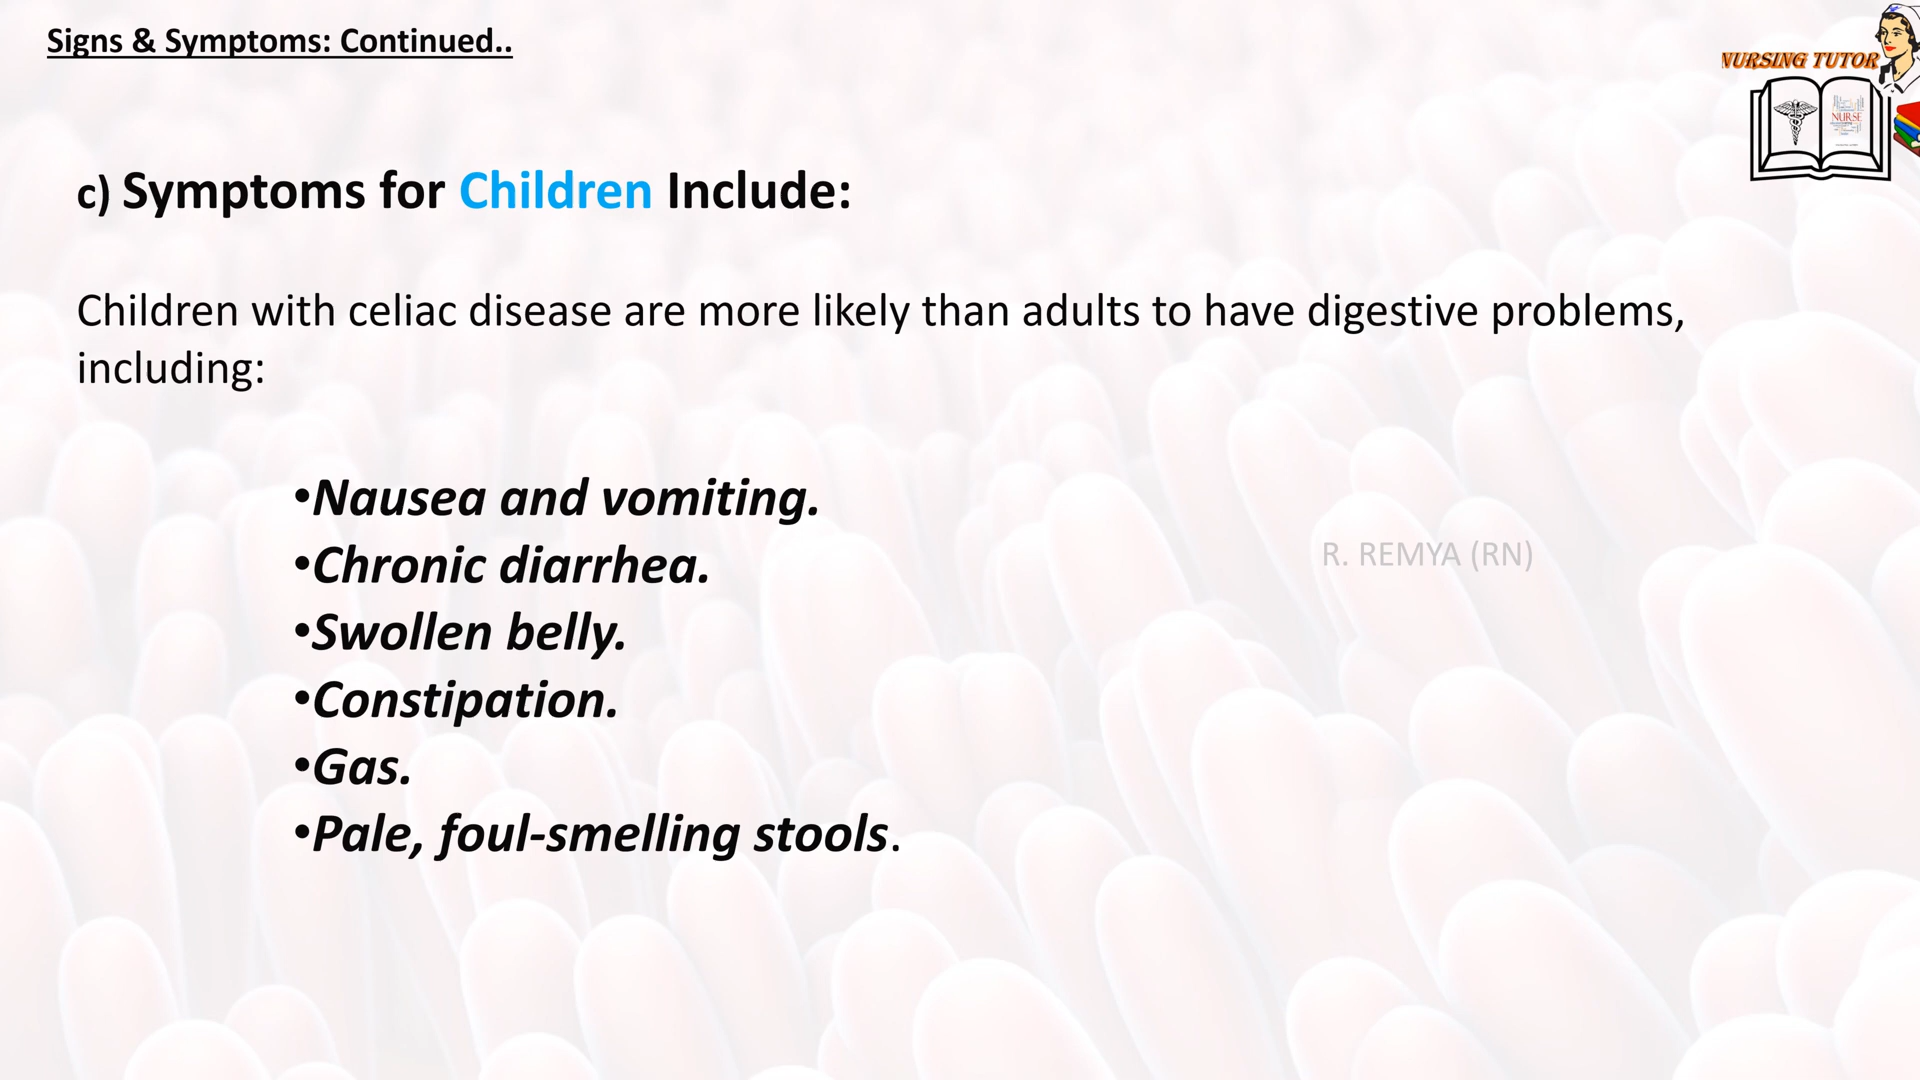 Signs & Symptoms: Continued..
NURSING TUTOR
NURSE
c) Symptoms for Children Include:
Children with celiac disease are more likely than adults to have digestive problems,
including:
•Nausea and vomiting.
•Chronic diarrhea.
•Swollen belly.
•Constipation.
•Gas.
•Pale, foul-smelling stools.
R. REMYA (RN)